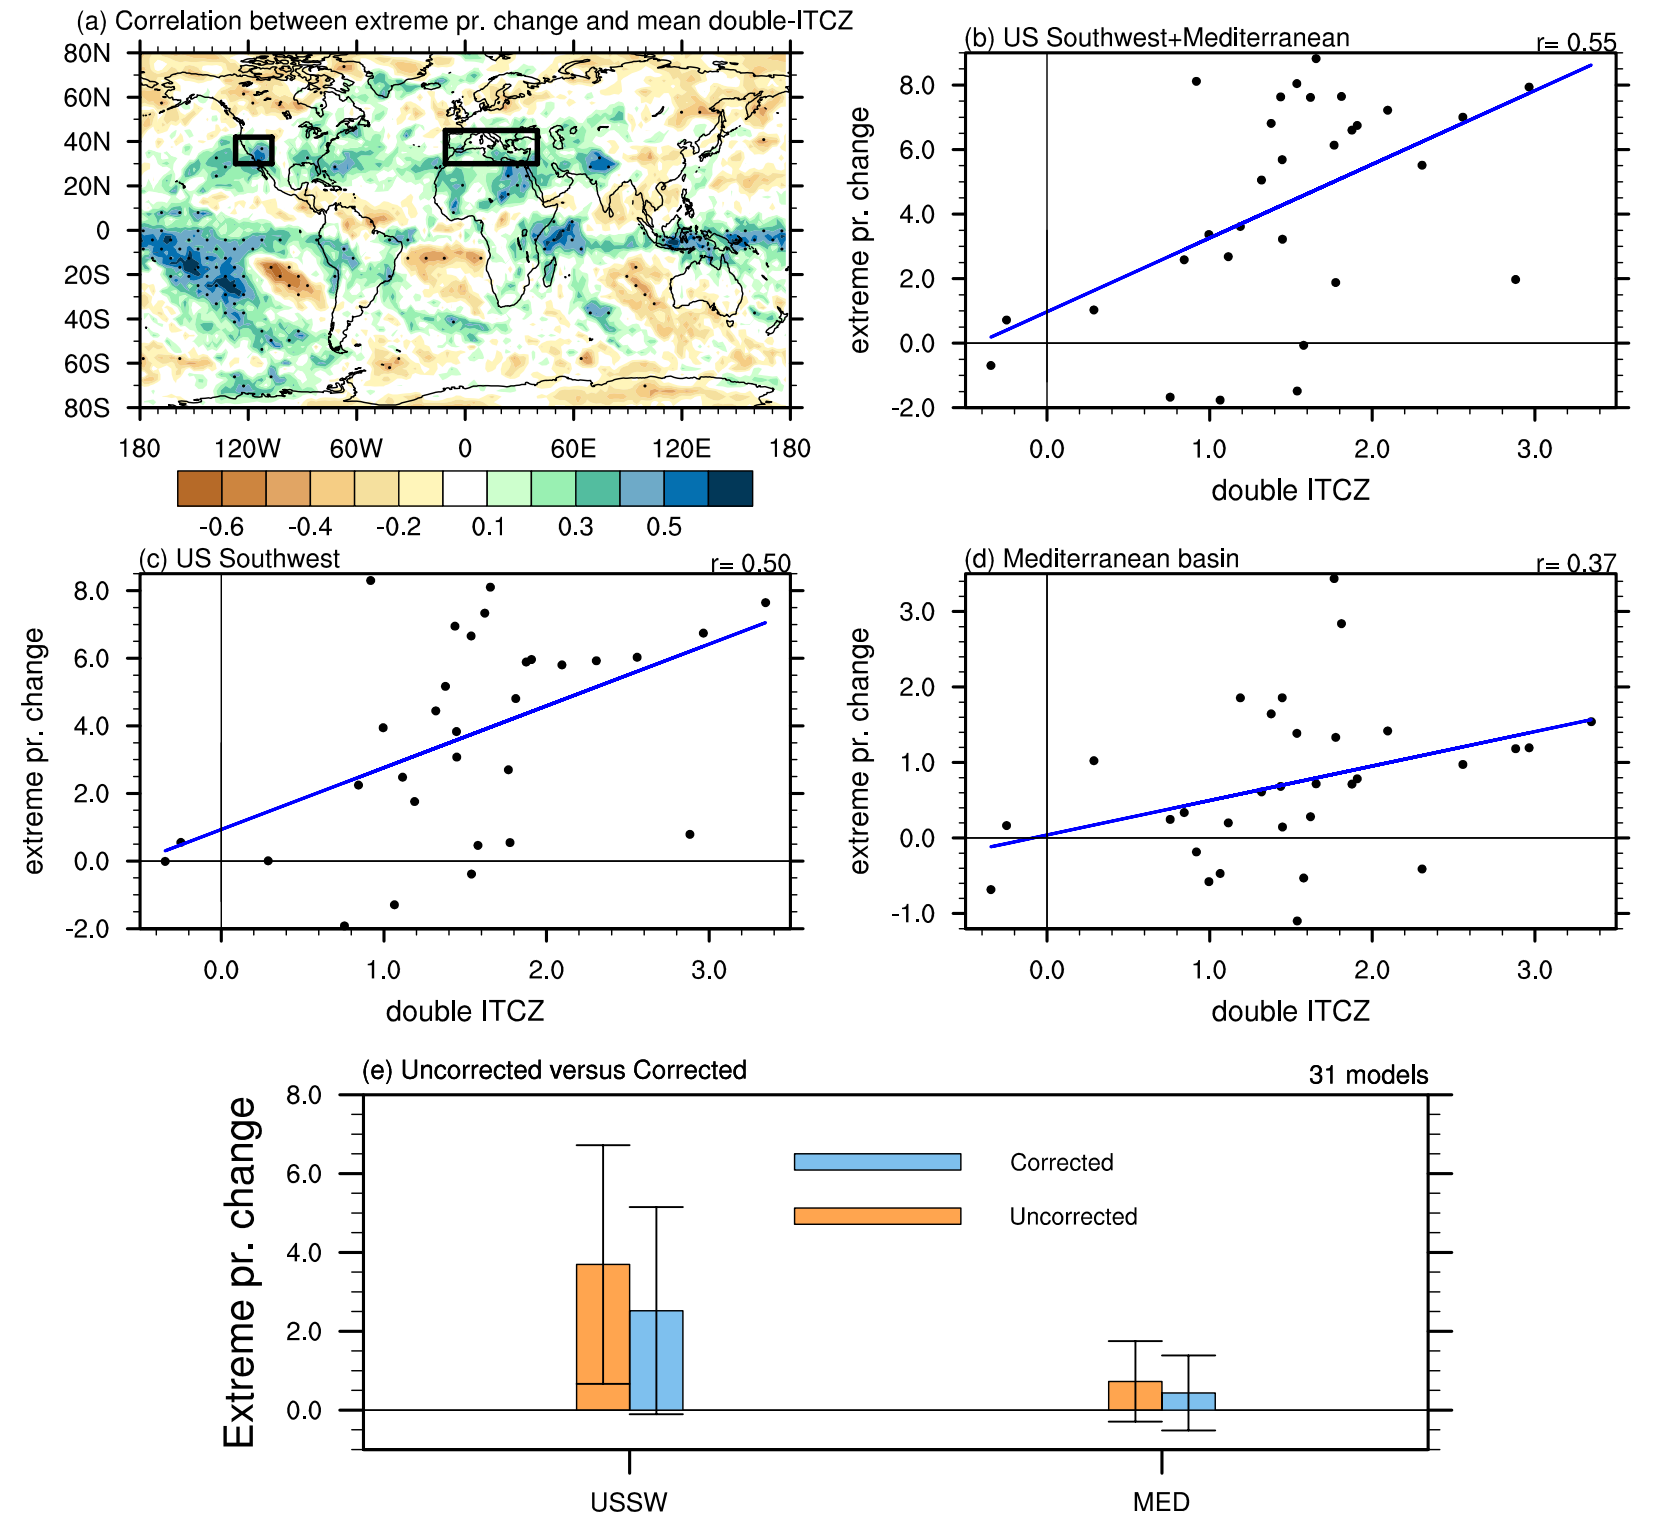 (a) Correlation between extreme pr. change and mean double-ITCZ
80N
60N
40N
20N
0
20S
40S
60S
80S
180 120W 60W 0 60E 120E 180
-0.6 -0.4 -0.2 0.1 0.3 0.5
(b) US Southwest+Mediterranean r= 0.55
extreme pr. change
8.0
6.0
4.0
2.0
0.0
-2.0
0.0 1.0 2.0 3.0
double ITCZ
(c) US Southwest r= 0.50
extreme pr. change
8.0
6.0
4.0
2.0
0.0
-2.0
0.0 1.0 2.0 3.0
double ITCZ
(d) Mediterranean basin r= 0.37
extreme pr. change
3.0
2.0
1.0
0.0
-1.0
0.0 1.0 2.0 3.0
double ITCZ
(e) Uncorrected versus Corrected 31 models
Extreme pr. change
8.0
6.0
4.0
2.0
0.0
Corrected
Uncorrected
USSW MED